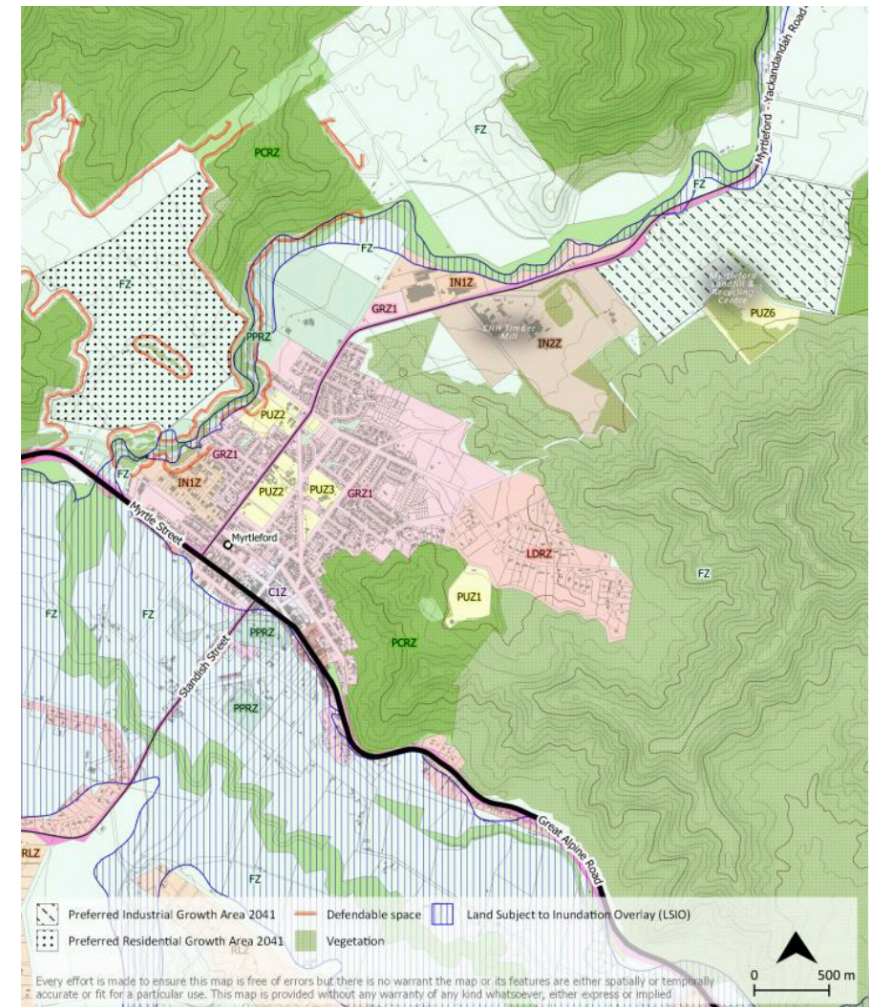 Myrtleford - Yackandandah Road
FZ
PCRZ
FZ
FZ
FZ
IN1Z
GRZ1
Myrtleford
Landfill &
Recycling
Centre
PUZ6
CHH Timber
Mill
IN2Z
PPRZ
PUZ2
GRZ1
FZ
IN1Z
PUZ2
PUZ3
GRZ1
Myrtle Street
Myrtleford
LDRZ
FZ
C1Z
PUZ1
FZ
FZ
PPRZ
PCRZ
Standish Street
PPRZ
Great Alpine Road
RLZ
FZ
RLZ
Preferred Industrial Growth Area 2041
Defendable space
Land Subject to Inundation Overlay (LSIO)
Preferred Residential Growth Area 2041
Vegetation
Every effort is made to ensure this map is free of errors but there is no warrant the map or its features are either spatially or temporally
accurate or fit for a particular use. This map is provided without any warranty of any kind whatsoever, either express or implied
0
500 m